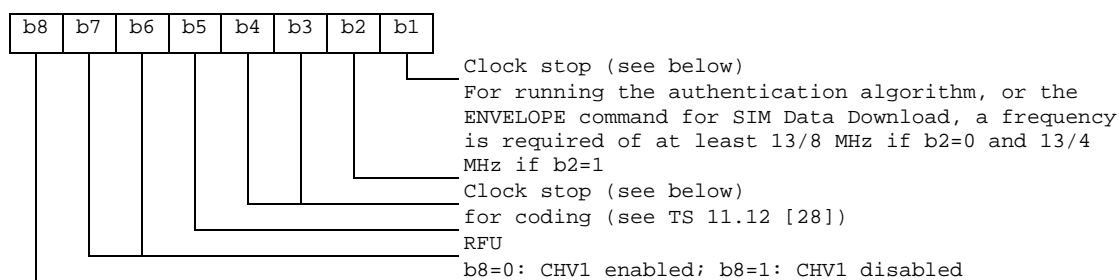 b8 b7 b6 b5 b4 b3 b2 b1
Clock stop (see below)
For running the authentication algorithm, or the
ENVELOPE command for SIM Data Download, a frequency
is required of at least 13/8 MHz if b2=0 and 13/4
MHz if b2=1
Clock stop (see below)
for coding (see TS 11.12 [28])
RFU
b8=0: CHV1 enabled; b8=1: CHV1 disabled